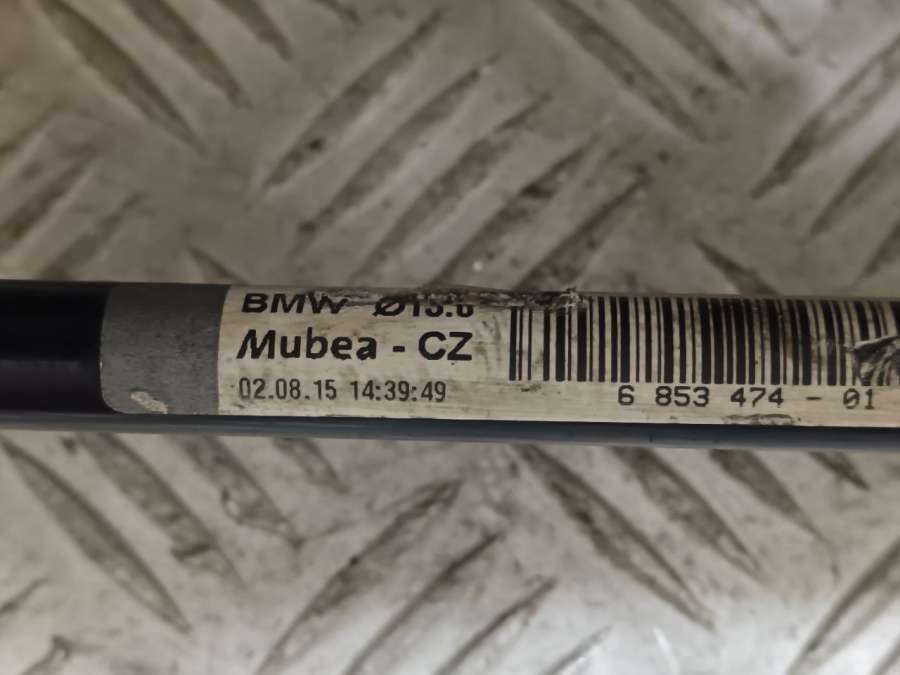 BMW
Mubea - CZ
02.08.15 14:39:49
6 853 474 - 01